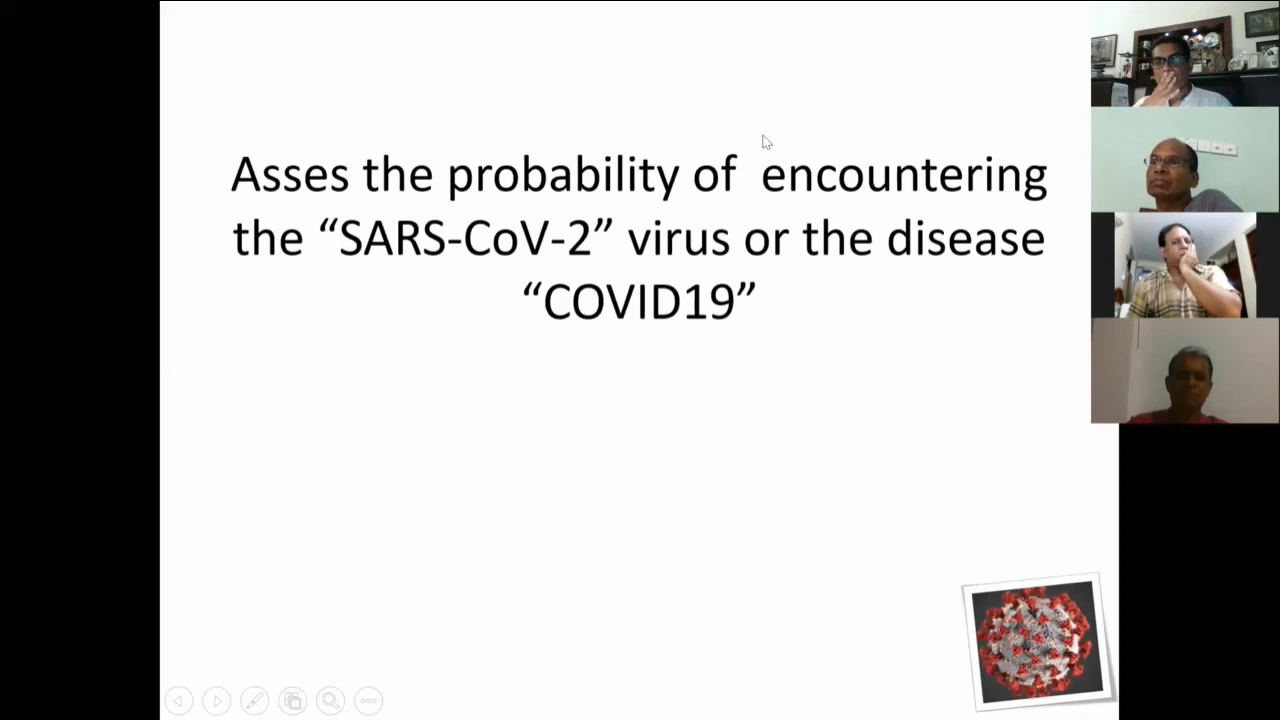 Asses the probability of encountering
the “SARS-CoV-2” virus or the disease
“COVID19”